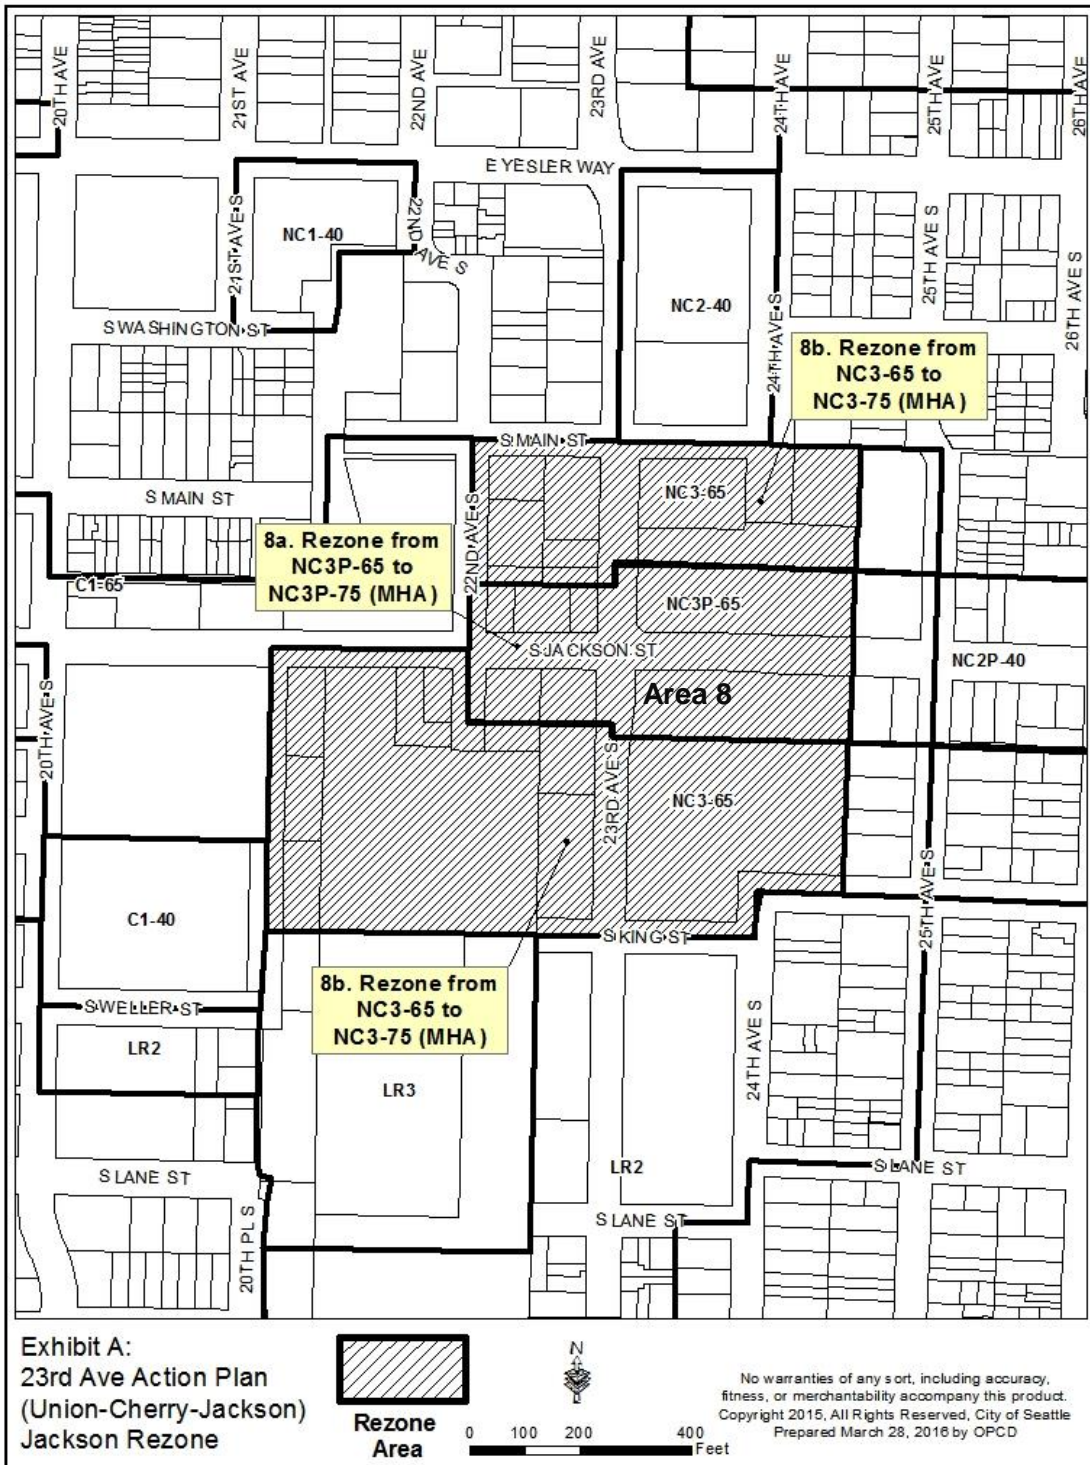 20TH AVE
21ST AVE
22ND AVE
23RD AVE
24TH AVE
25TH AVE
26TH AVE
E YESLER WAY
21ST AVE S
NC1-40
22ND AVE S
NC2-40
24TH AVE S
25TH AVE S
26TH AVE S
S WASHINGTON ST
8b. Rezone from
NC3-65 to
NC3-75 (MHA)
S MAIN ST
S MAIN ST
22ND AVE S
NC3-65
8a. Rezone from
NC3P-65 to
NC3P-75 (MHA)
C1-65
NC3P-65
S JACKSON ST
NC2P-40
Area 8
20TH AVE S
23RD AVE S
NC3-65
25TH AVE S
C1-40
S KING ST
8b. Rezone from
NC3-65 to
NC3-75 (MHA)
S WELLER ST
LR2
LR3
24TH AVE S
S LANE ST
LR2
S LANE ST
S LANE ST
20TH PL S
Exhibit A:
23rd Ave Action Plan
(Union-Cherry-Jackson)
Jackson Rezone
Rezone
Area
N
0 100 200 400
Feet
No warranties of any sort, including accuracy,
fitness, or merchantability accompany this product.
Copyright 2015, All Rights Reserved, City of Seattle
Prepared March 28, 2016 by OPCD